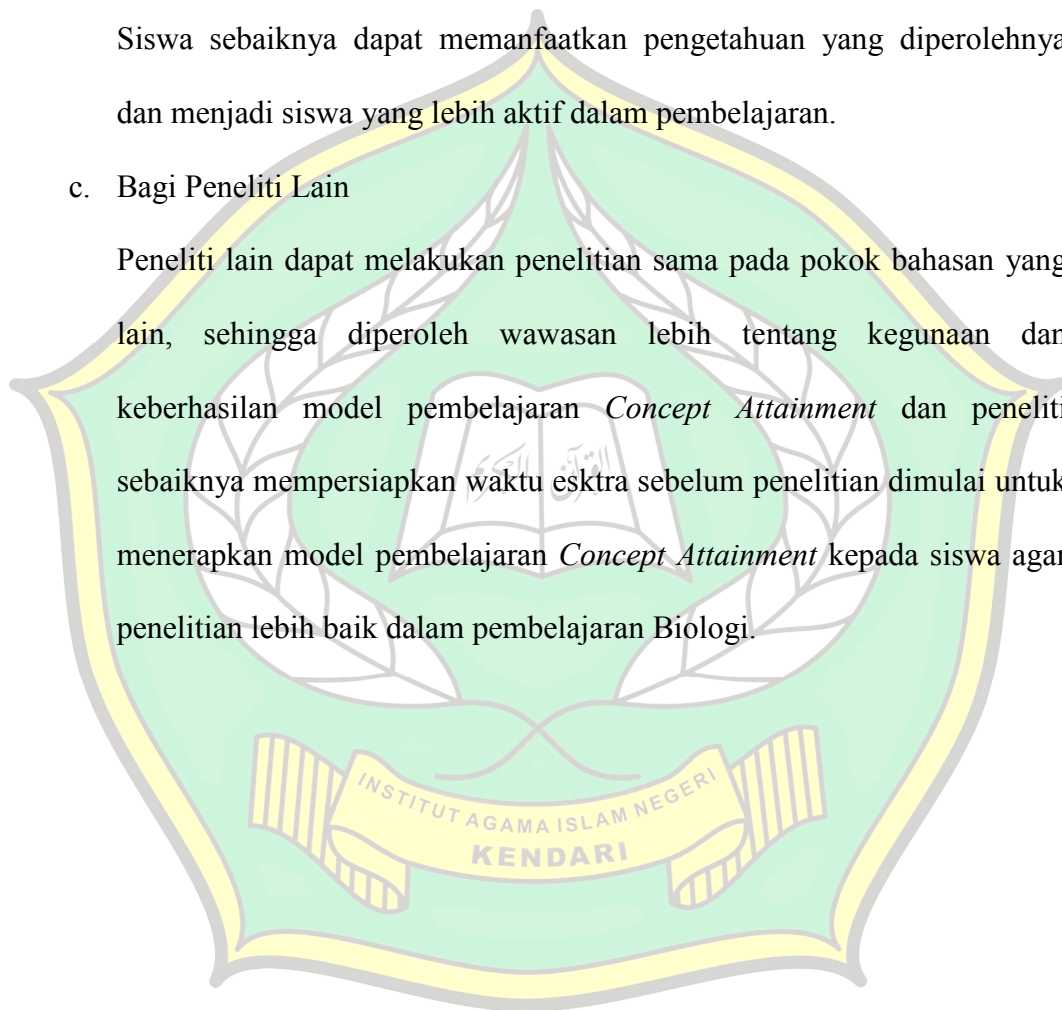 Siswa sebaiknya dapat memanfaatkan pengetahuan yang diperolehnya
dan menjadi siswa yang lebih aktif dalam pembelajaran.
c. Bagi Peneliti Lain
Peneliti lain dapat melakukan penelitian sama pada pokok bahasan yang
lain, sehingga diperoleh wawasan lebih tentang kegunaan dan
keberhasilan model pembelajaran Concept Attainment dan peneliti
sebaiknya mempersiapkan waktu esktra sebelum penelitian dimulai untuk
menerapkan model pembelajaran Concept Attainment kepada siswa agar
penelitian lebih baik dalam pembelajaran Biologi.
القرآن الكريم
INSTITUT AGAMA ISLAM NEGERI
KENDARI